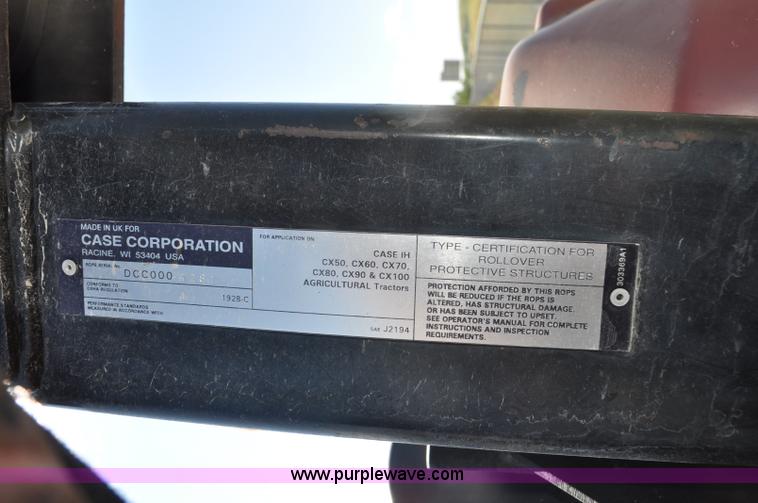 MADE IN UK FOR
CASE CORPORATION
RACINE, WI 53404 USA
ROPS SERIAL No.
DCC000
CONFORMS TO
OSHA REGULATION
1928-C
PERFORMANCE STANDARDS
MEASURED IN ACCORDANCE WITH
FOR APPLICATION ON
CASE IH
CX50, CX60, CX70,
CX80, CX90 & CX100
AGRICULTURAL Tractors
SAE J2194
TYPE - CERTIFICATION FOR
ROLLOVER
PROTECTIVE STRUCTURES
PROTECTION AFFORDED BY THIS ROPS
WILL BE REDUCED IF THE ROPS IS
ALTERED, HAS STRUCTURAL DAMAGE,
OR HAS BEEN SUBJECT TO UPSET.
SEE OPERATOR'S MANUAL FOR COMPLETE
INSTRUCTIONS AND INSPECTION
REQUIREMENTS.
303369A1
www.purplewave.com